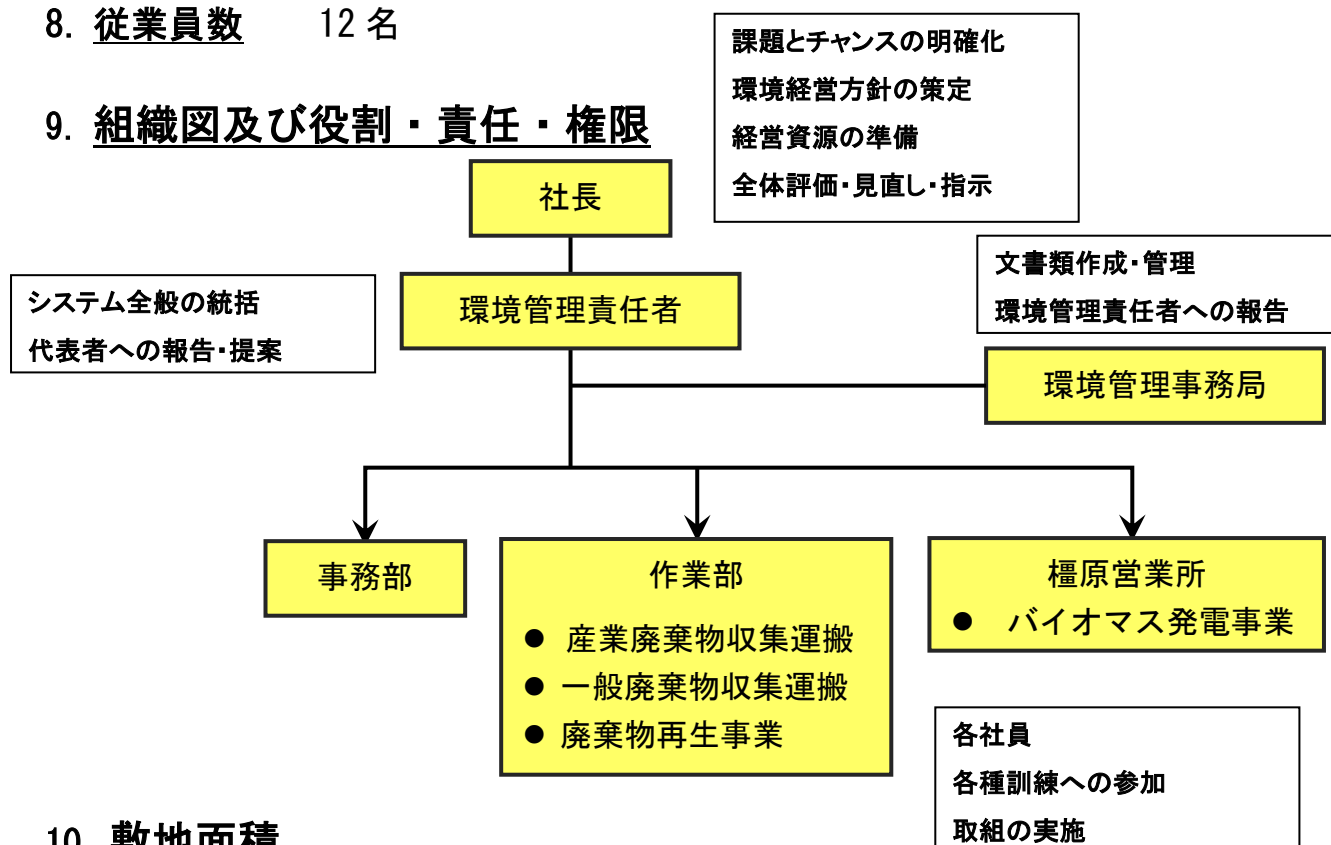 8. 従業員数 12 名
9. 組織図及び役割・責任・権限
課題とチャンスの明確化
環境経営方針の策定
経営資源の準備
全体評価・見直し・指示
社長
文書類作成・管理
環境管理責任者への報告
システム全般の統括
代表者への報告・提案
環境管理責任者
環境管理事務局
事務部
作業部
● 産業廃棄物収集運搬
● 一般廃棄物収集運搬
● 廃棄物再生事業
橿原営業所
● バイオマス発電事業
各社員
各種訓練への参加
取組の実施
10. 敷地面積